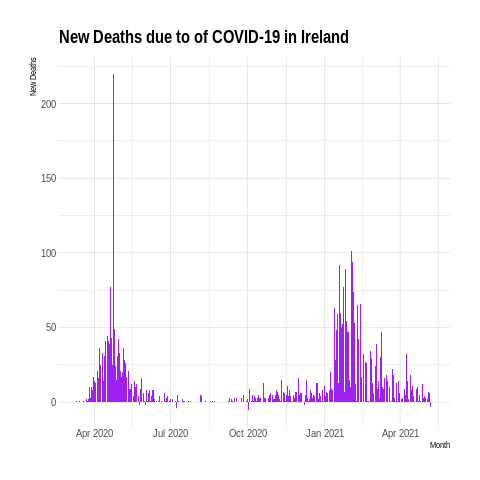 New Deaths due to of COVID-19 in Ireland
New Deaths
200
150
100
50
0
Apr 2020 Jul 2020 Oct 2020 Jan 2021 Apr 2021
Month